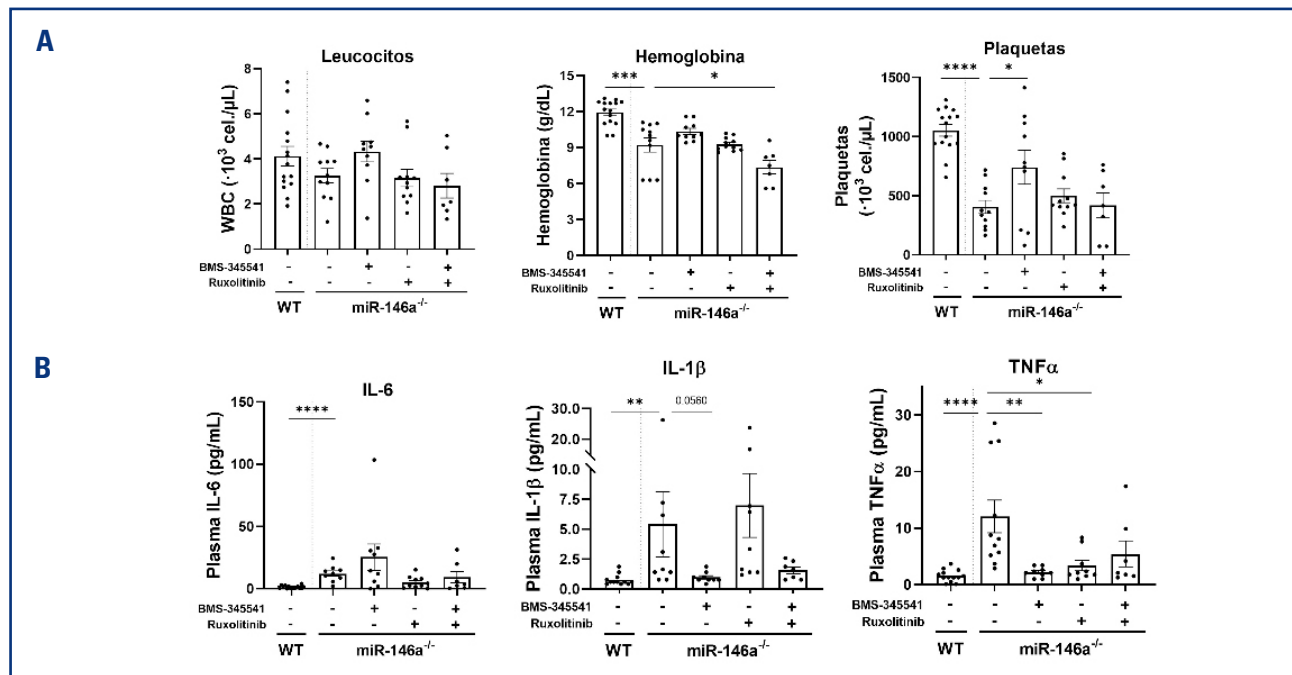 A
Leucocitos
WBC (·10³ cel./µL)
8
6
4
2
0
BMS-345541 - - + - +
Ruxolitinib - - - + +
WT miR-146a⁻/⁻
Hemoglobina
*** *
Hemoglobina (g/dL)
15
12
9
6
3
0
BMS-345541 - - + - +
Ruxolitinib - - - + +
WT miR-146a⁻/⁻
Plaquetas
**** *
Plaquetas
(·10³ cel./µL)
1500
1000
500
0
BMS-345541 - - + - +
Ruxolitinib - - - + +
WT miR-146a⁻/⁻
B
IL-6
****
Plasma IL-6 (pg/mL)
150
100
50
0
BMS-345541 - - + - +
Ruxolitinib - - - + +
WT miR-146a⁻/⁻
IL-1β
** 0.0560
Plasma IL-1β (pg/mL)
30.0
20.0
10.0
7.5
5.0
2.5
0.0
BMS-345541 - - + - +
Ruxolitinib - - - + +
WT miR-146a⁻/⁻
TNFα
*
**** **
Plasma TNFα (pg/mL)
30
20
10
0
BMS-345541 - - + - +
Ruxolitinib - - - + +
WT miR-146a⁻/⁻